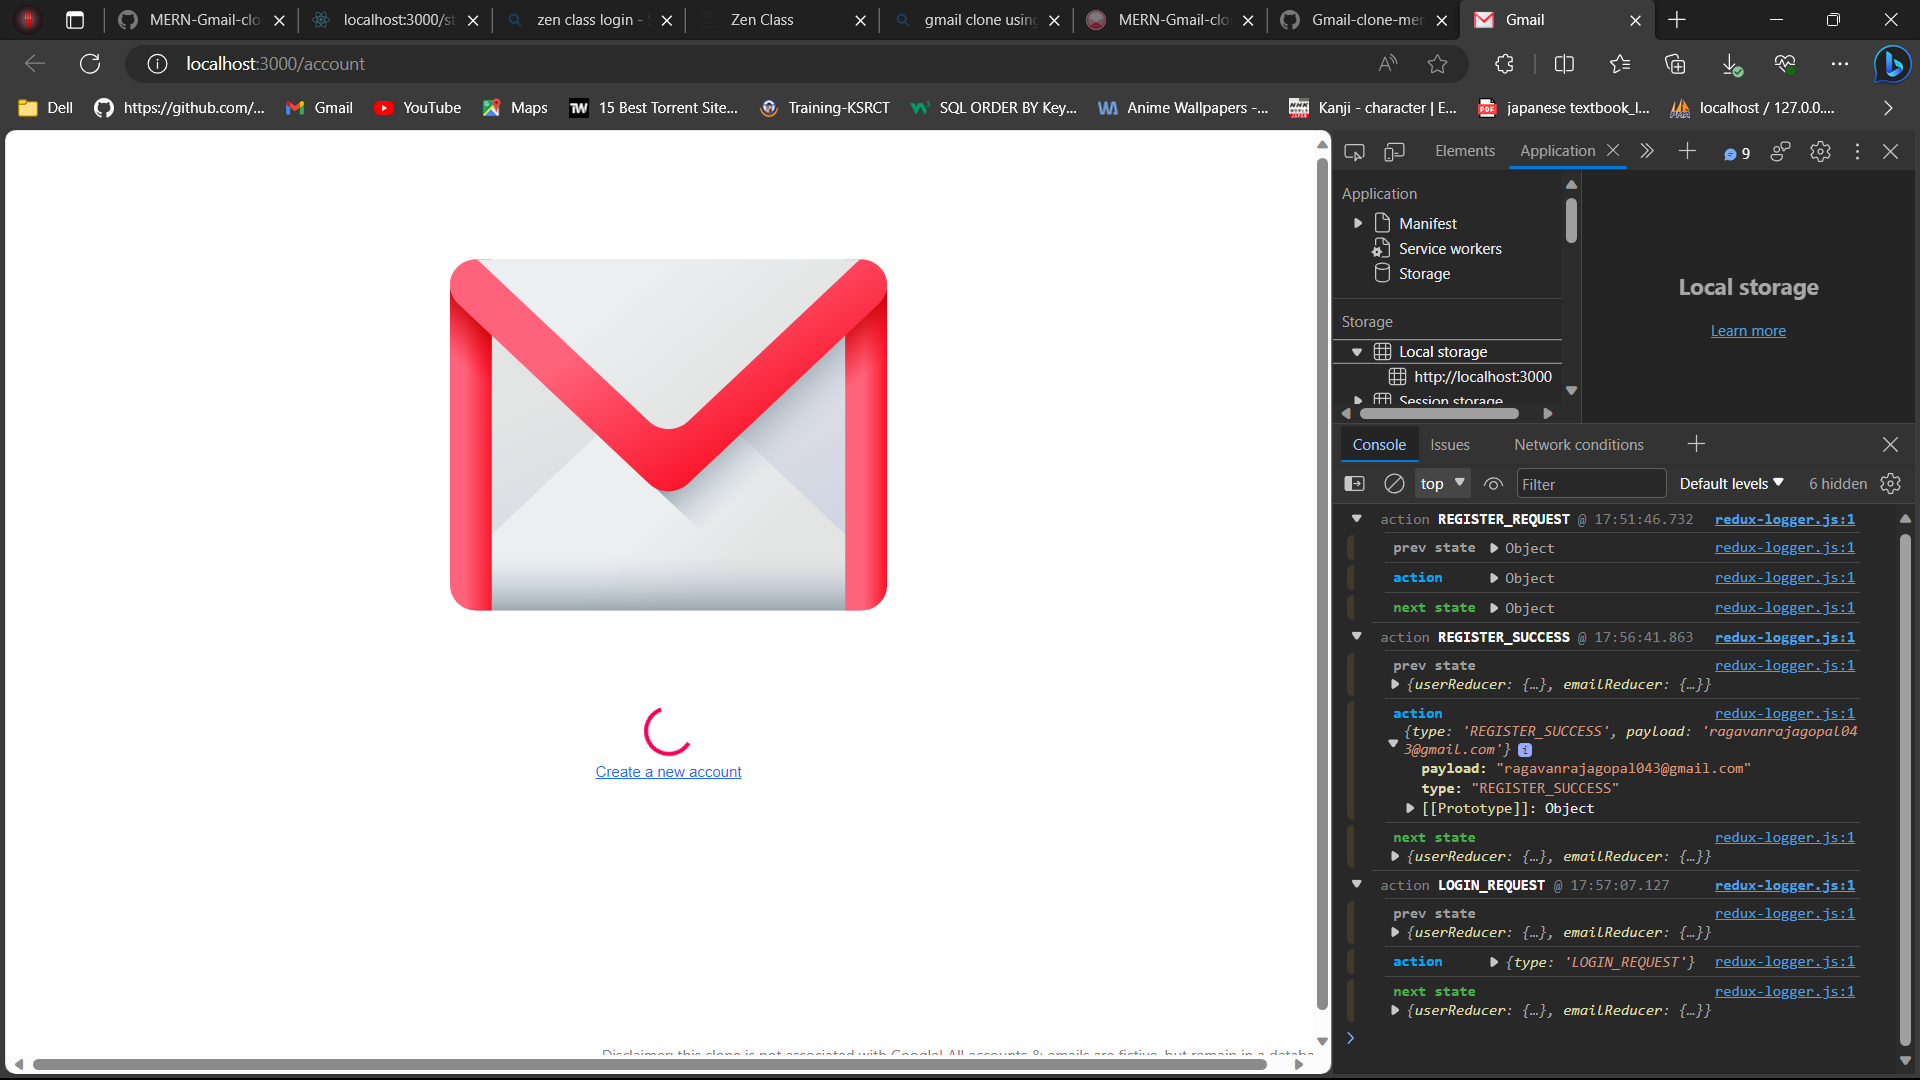 MERN-Gmail-clo
localhost:3000/st
zen class login -
Zen Class
gmail clone using
MERN-Gmail-clo
Gmail-clone-mer
Gmail
localhost:3000/account
Dell
https://github.com/...
Gmail
YouTube
Maps
15 Best Torrent Site...
Training-KSRCT
SQL ORDER BY Key...
Anime Wallpapers -...
Kanji - character | E...
japanese textbook_l...
localhost / 127.0.0....
Elements
Application
9
Application
Manifest
Service workers
Storage
Storage
Local storage
http://localhost:3000
Session storage
Local storage
Learn more
Create a new account
Disclaimer: this clone is not associated with Google! All accounts & emails are fictive, but remain in a databa
Console Issues Network conditions
top Filter Default levels 6 hidden
action REGISTER_REQUEST @ 17:51:46.732 redux-logger.js:1
prev state Object redux-logger.js:1
action Object redux-logger.js:1
next state Object redux-logger.js:1
action REGISTER_SUCCESS @ 17:56:41.863 redux-logger.js:1
prev state redux-logger.js:1
{userReducer: {…}, emailReducer: {…}}
action redux-logger.js:1
{type: 'REGISTER_SUCCESS', payload: 'ragavanrajagopal04
3@gmail.com'} i
payload: "ragavanrajagopal043@gmail.com"
type: "REGISTER_SUCCESS"
[[Prototype]]: Object
next state redux-logger.js:1
{userReducer: {…}, emailReducer: {…}}
action LOGIN_REQUEST @ 17:57:07.127 redux-logger.js:1
prev state redux-logger.js:1
{userReducer: {…}, emailReducer: {…}}
action {type: 'LOGIN_REQUEST'} redux-logger.js:1
next state redux-logger.js:1
{userReducer: {…}, emailReducer: {…}}